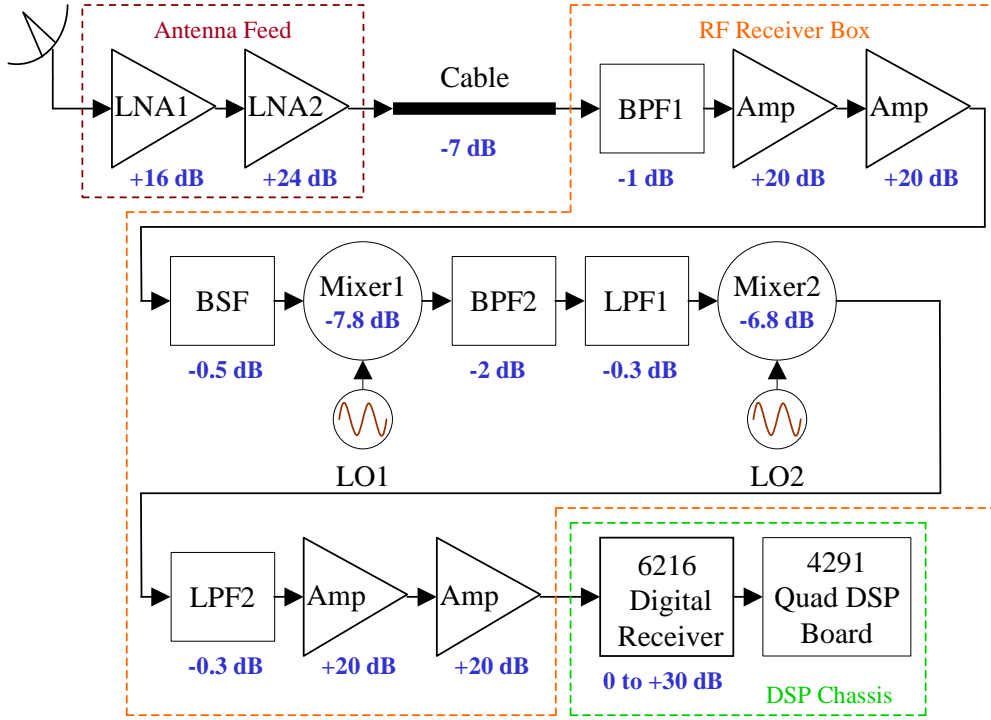 Antenna Feed
RF Receiver Box
LNA1
LNA2
Cable
BPF1
Amp
Amp
+16 dB
+24 dB
-7 dB
-1 dB
+20 dB
+20 dB
BSF
Mixer1
-7.8 dB
BPF2
LPF1
Mixer2
-6.8 dB
-0.5 dB
-2 dB
-0.3 dB
LO1
LO2
LPF2
Amp
Amp
6216
Digital
Receiver
4291
Quad DSP
Board
-0.3 dB
+20 dB
+20 dB
0 to +30 dB
DSP Chassis